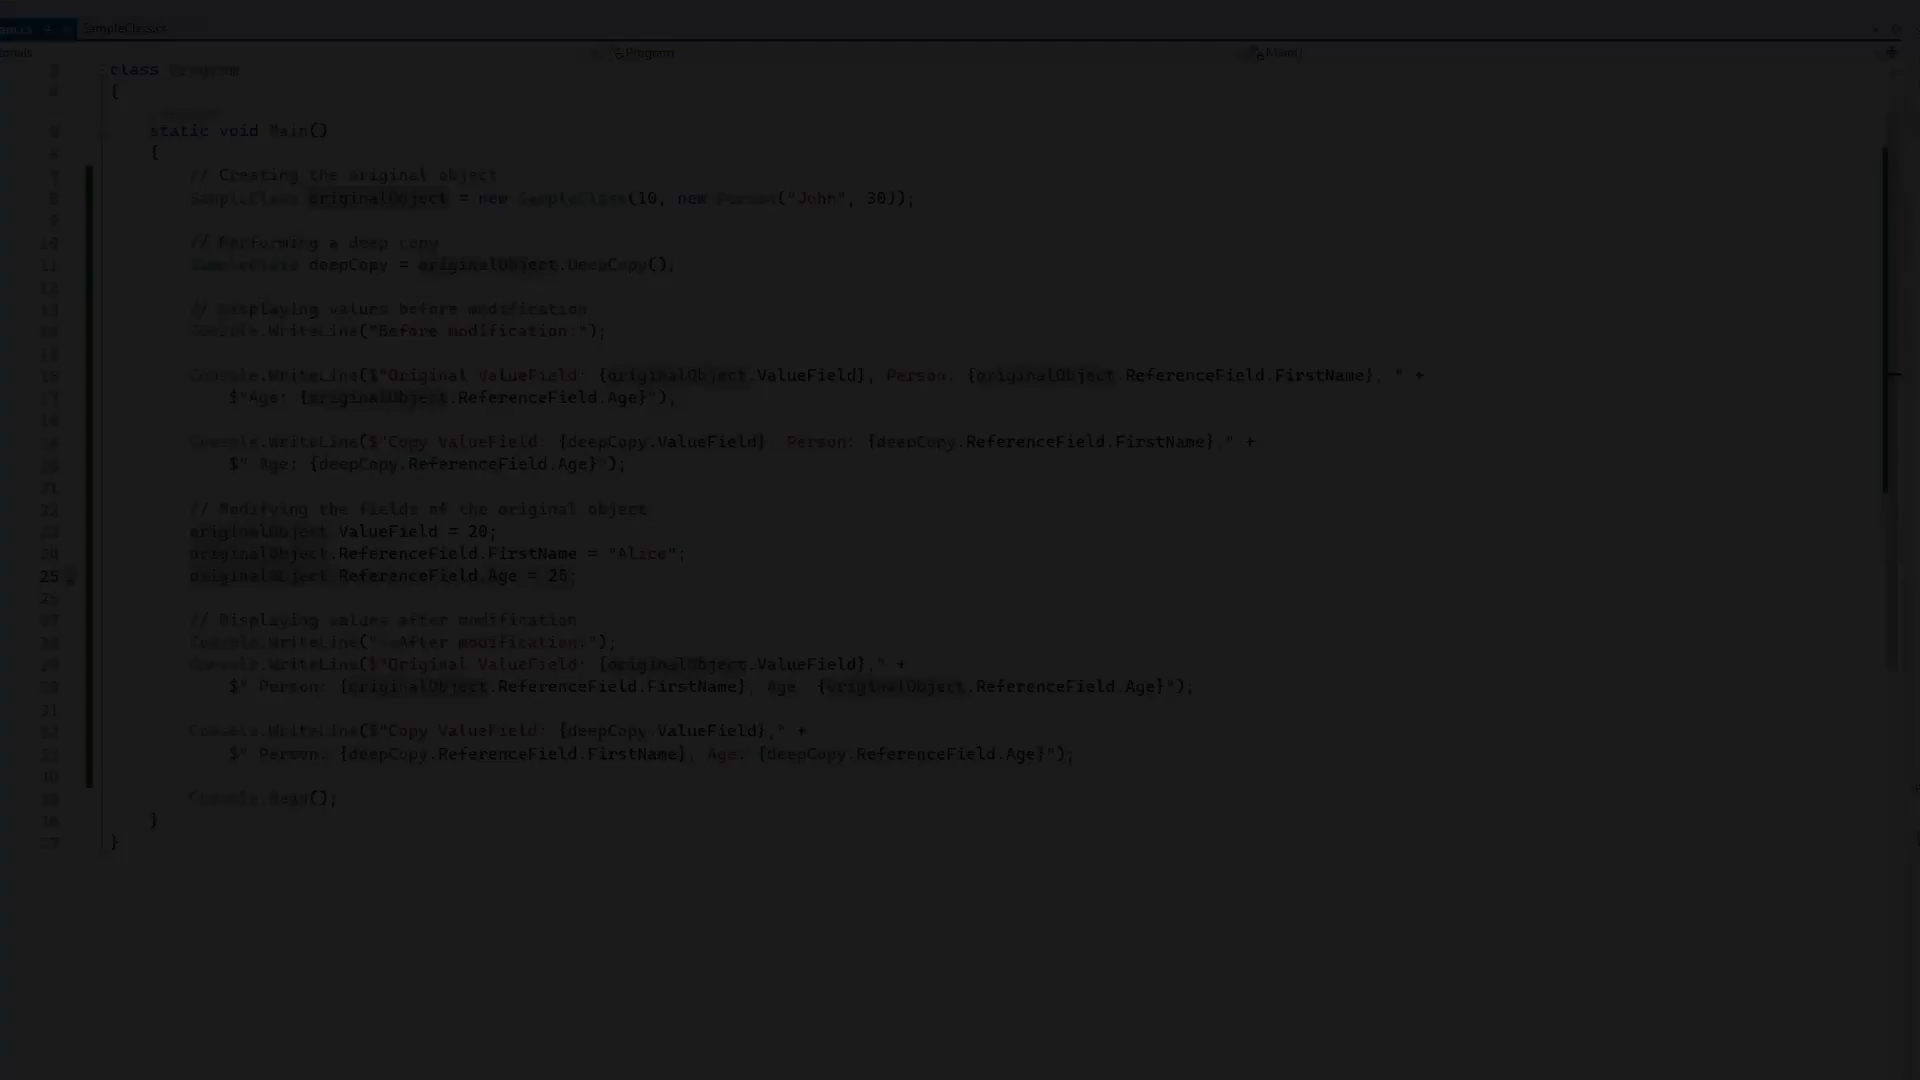 SampleClass.cs
Program
Main()
class Program
{
static void Main()
{
// Creating the original object
SampleClass originalObject = new SampleClass(10, new Person("John", 30));
// Performing a deep copy
SampleClass deepCopy = originalObject.DeepCopy();
// Displaying values before modification
Console.WriteLine("Before modification:");
Console.WriteLine($"Original ValueField: {originalObject.ValueField}, Person: {originalObject.ReferenceField.FirstName}, " +
$"Age: {originalObject.ReferenceField.Age}");
Console.WriteLine($"Copy ValueField: {deepCopy.ValueField}, Person: {deepCopy.ReferenceField.FirstName}," +
$" Age: {deepCopy.ReferenceField.Age}");
// Modifying the fields of the original object
originalObject.ValueField = 20;
originalObject.ReferenceField.FirstName = "Alice";
25 originalObject.ReferenceField.Age = 25;
// Displaying values after modification
Console.WriteLine(" After modification:");
Console.WriteLine($"Original ValueField: {originalObject.ValueField}," +
$" Person: {originalObject.ReferenceField.FirstName}, Age: {originalObject.ReferenceField.Age}");
Console.WriteLine($"Copy ValueField: {deepCopy.ValueField}," +
$" Person: {deepCopy.ReferenceField.FirstName}, Age: {deepCopy.ReferenceField.Age}");
Console.Read();
}
}